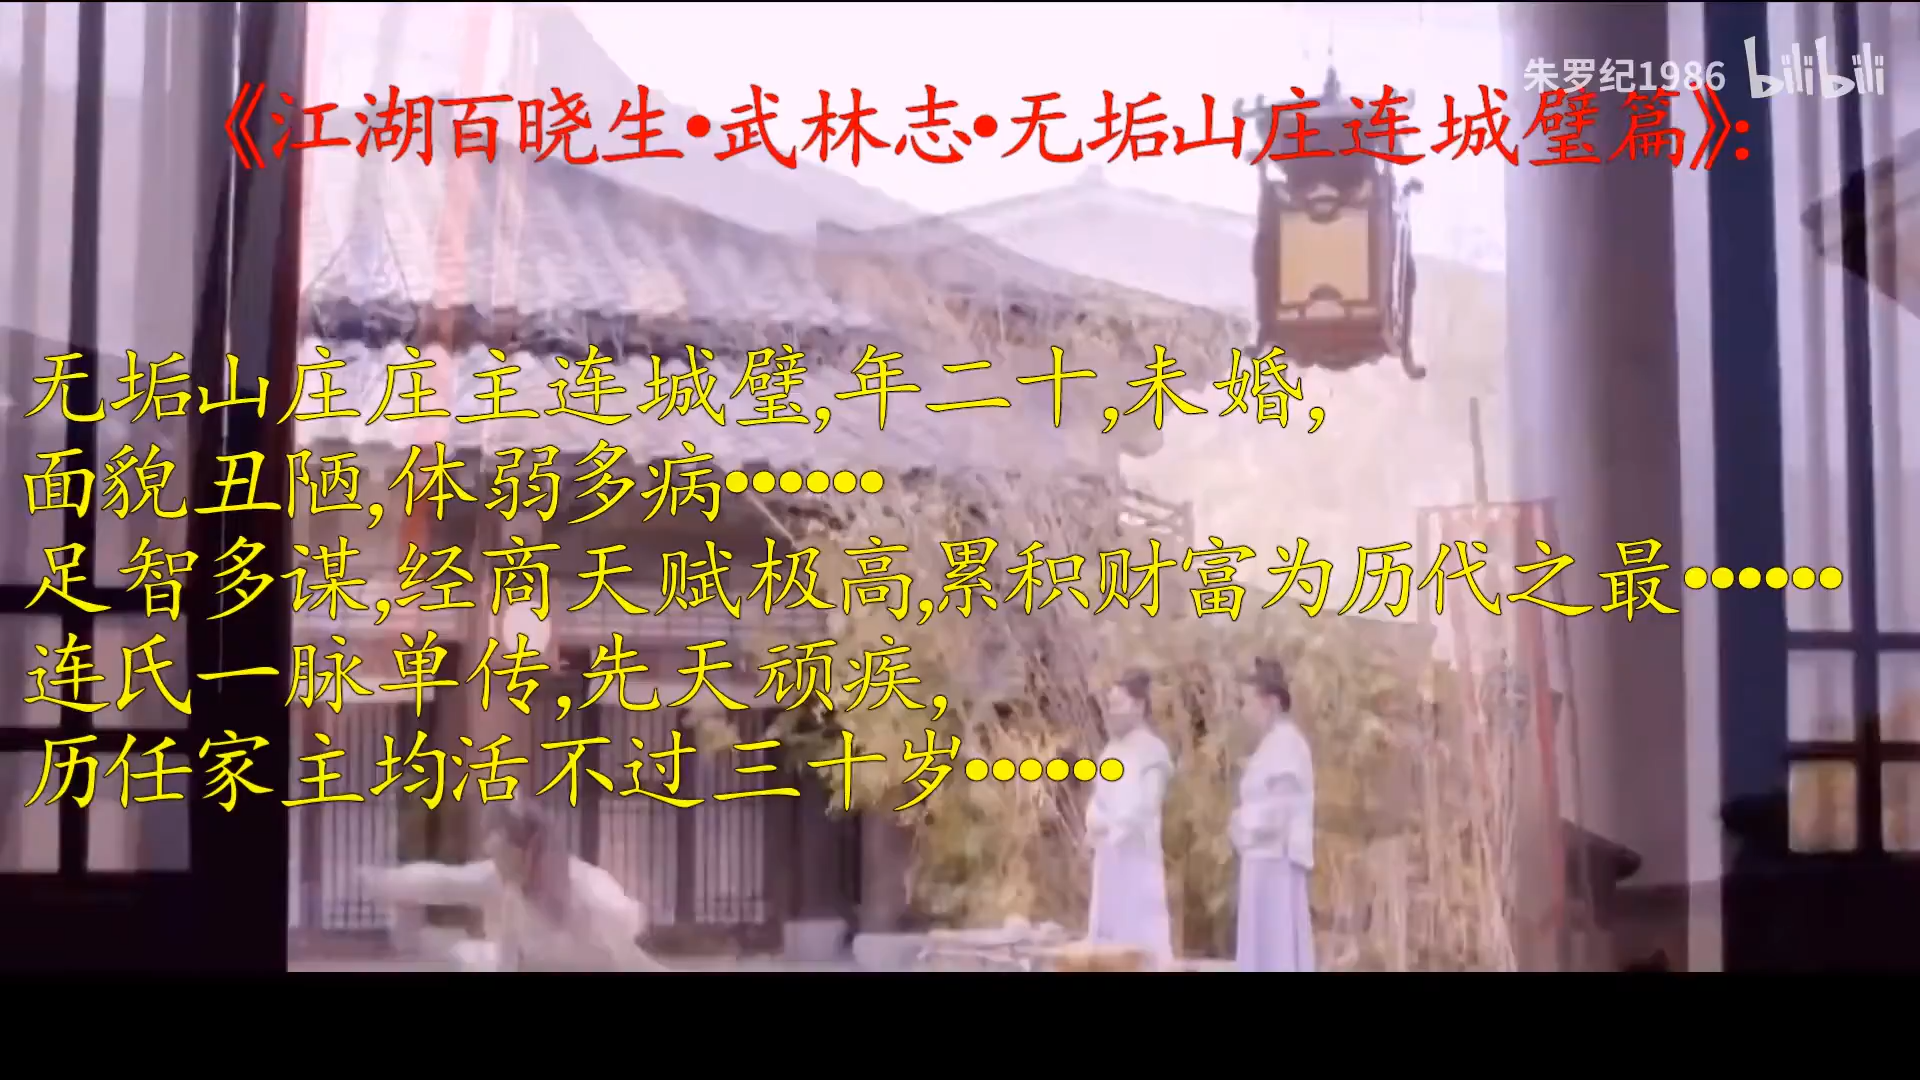 朱罗纪1986 bilibili
《江湖百晓生•武林志•无垢山庄连城璧篇》:
无垢山庄庄主连城璧,年二十,未婚,
面貌丑陋,体弱多病••••••
足智多谋,经商天赋极高,累积财富为历代之最••••••
连氏一脉单传,先天顽疾,
历任家主均活不过三十岁••••••